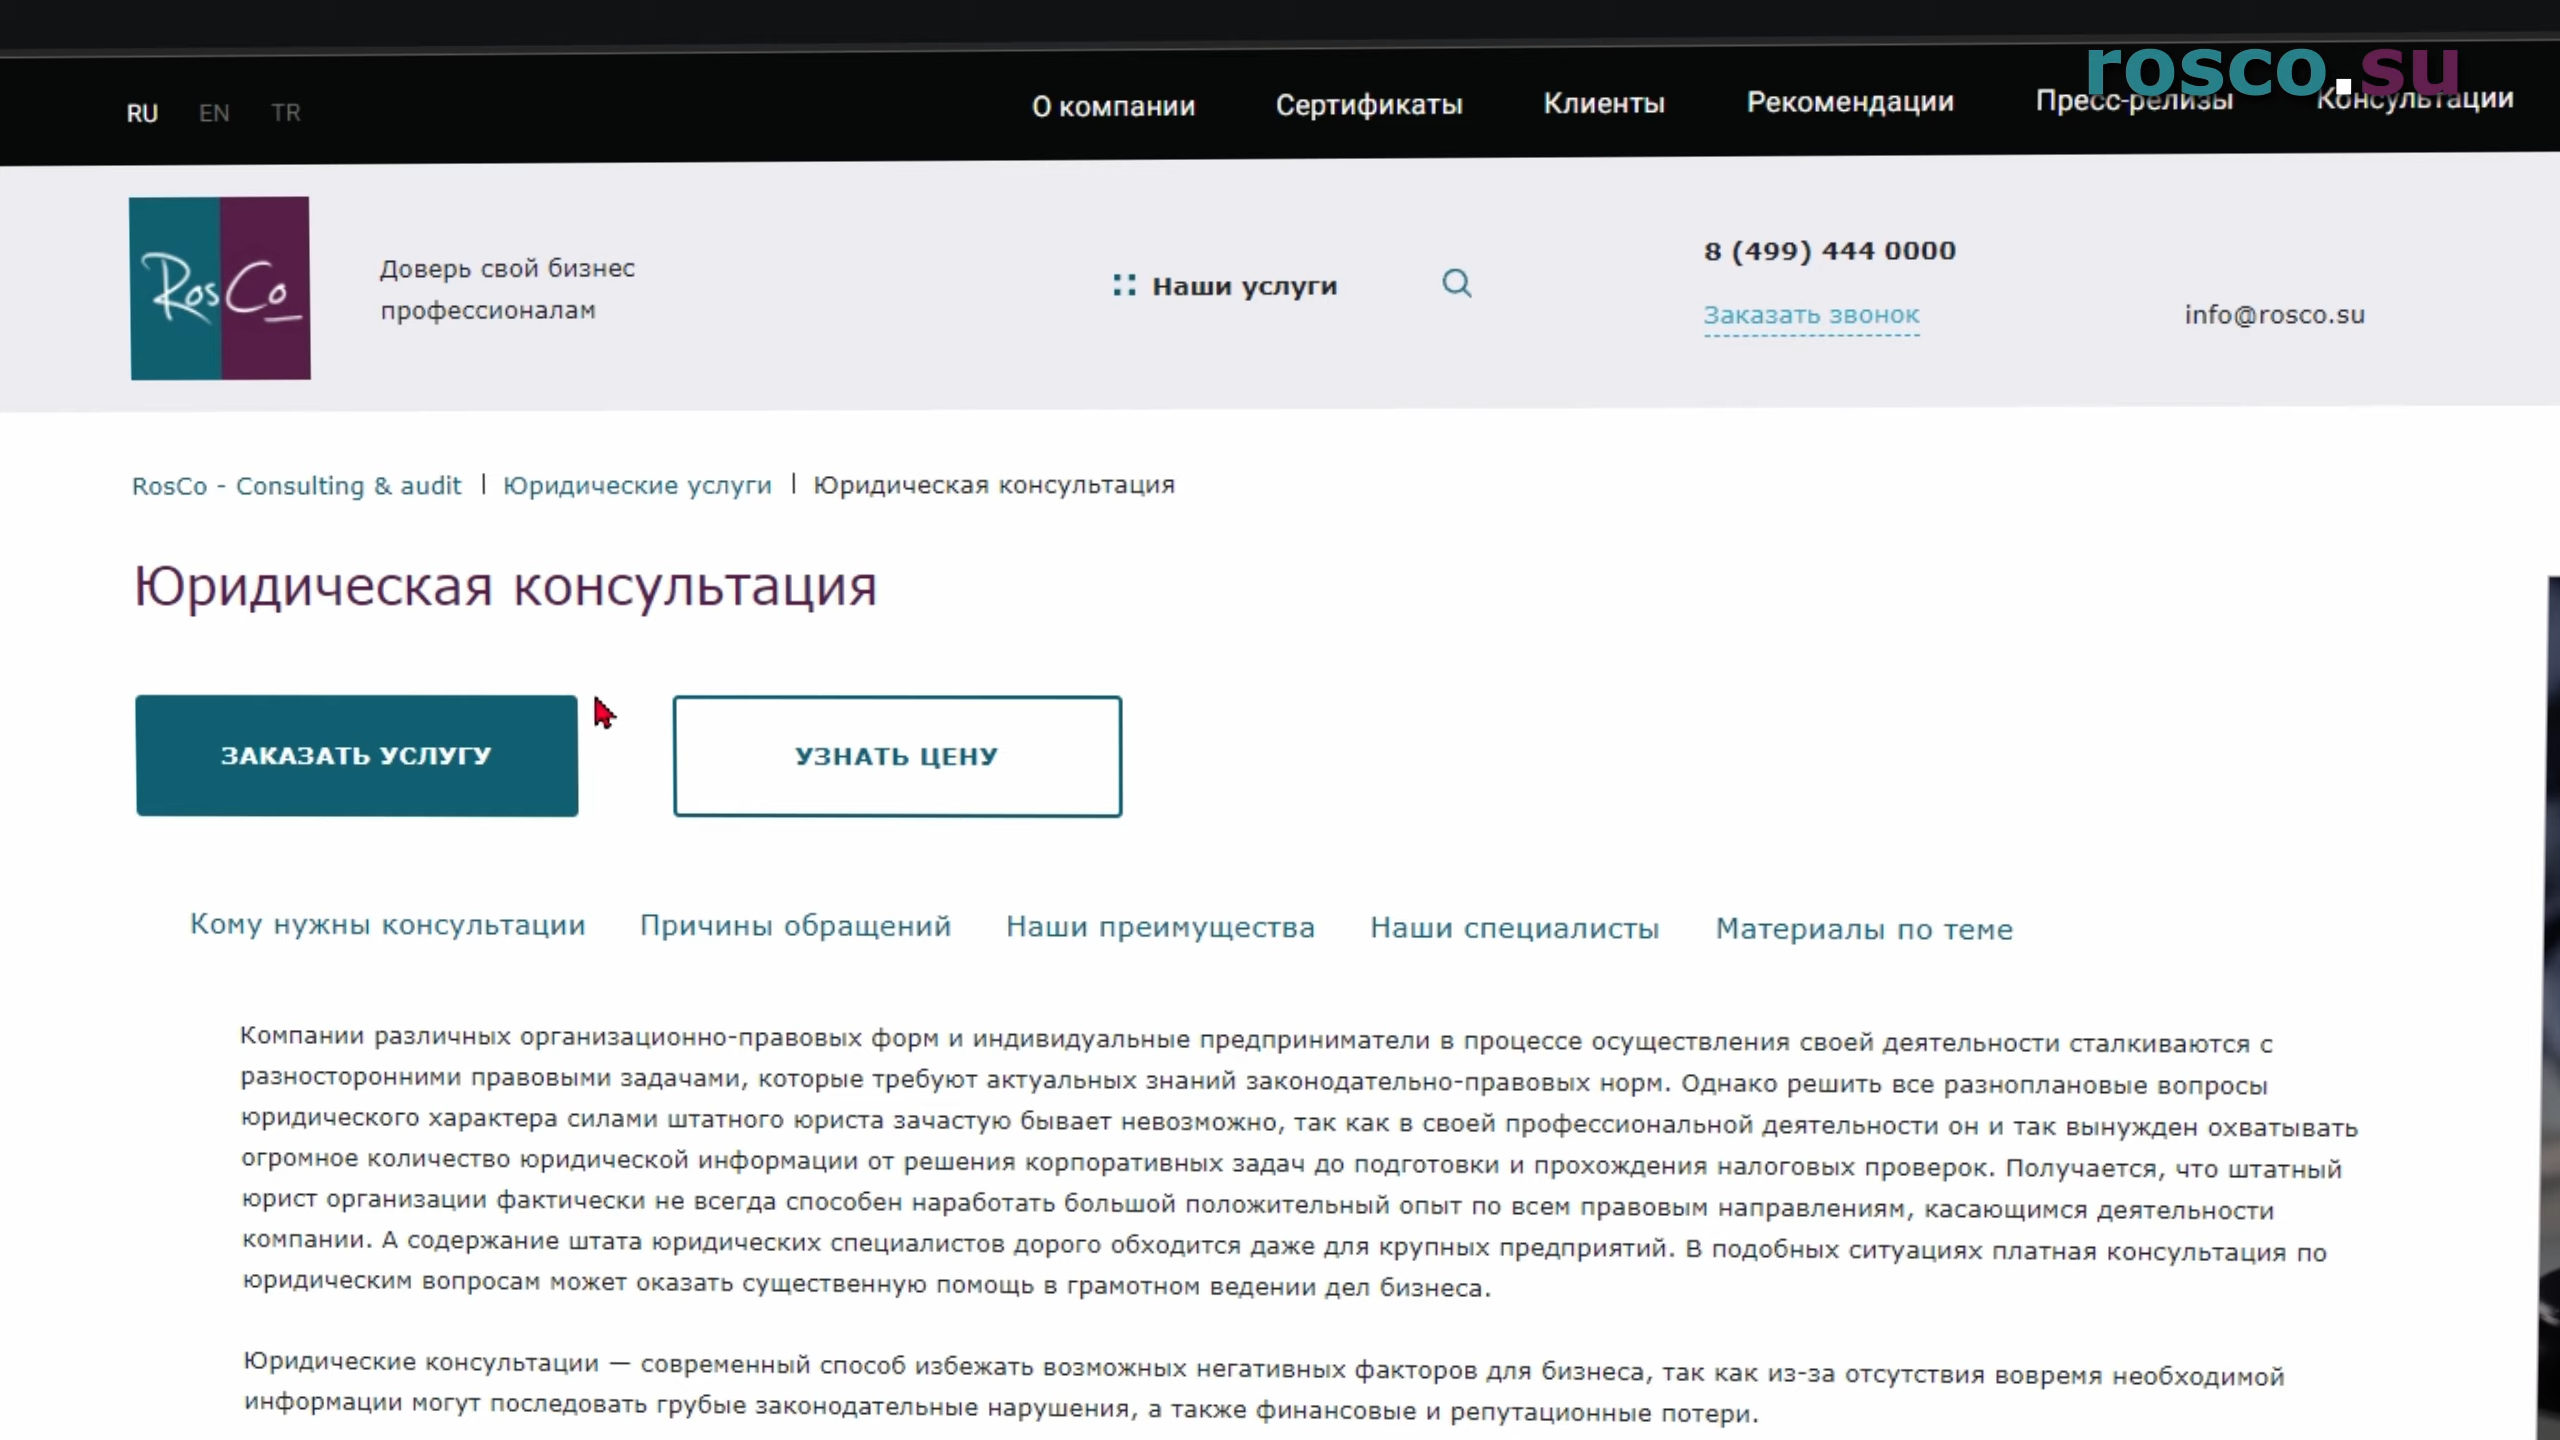 rosco.su
RU EN TR
О компании Сертификаты Клиенты Рекомендации Пресс-релизы Консультации
RosCo
Доверь свой бизнес
профессионалам
Наши услуги
8 (499) 444 0000
Заказать звонок
info@rosco.su
RosCo - Consulting & audit | Юридические услуги | Юридическая консультация
Юридическая консультация
ЗАКАЗАТЬ УСЛУГУ УЗНАТЬ ЦЕНУ
Кому нужны консультации Причины обращений Наши преимущества Наши специалисты Материалы по теме
Компании различных организационно-правовых форм и индивидуальные предприниматели в процессе осуществления своей деятельности сталкиваются с
разносторонними правовыми задачами, которые требуют актуальных знаний законодательно-правовых норм. Однако решить все разноплановые вопросы
юридического характера силами штатного юриста зачастую бывает невозможно, так как в своей профессиональной деятельности он и так вынужден охватывать
огромное количество юридической информации от решения корпоративных задач до подготовки и прохождения налоговых проверок. Получается, что штатный
юрист организации фактически не всегда способен наработать большой положительный опыт по всем правовым направлениям, касающимся деятельности
компании. А содержание штата юридических специалистов дорого обходится даже для крупных предприятий. В подобных ситуациях платная консультация по
юридическим вопросам может оказать существенную помощь в грамотном ведении дел бизнеса.
Юридические консультации — современный способ избежать возможных негативных факторов для бизнеса, так как из-за отсутствия вовремя необходимой
информации могут последовать грубые законодательные нарушения, а также финансовые и репутационные потери.